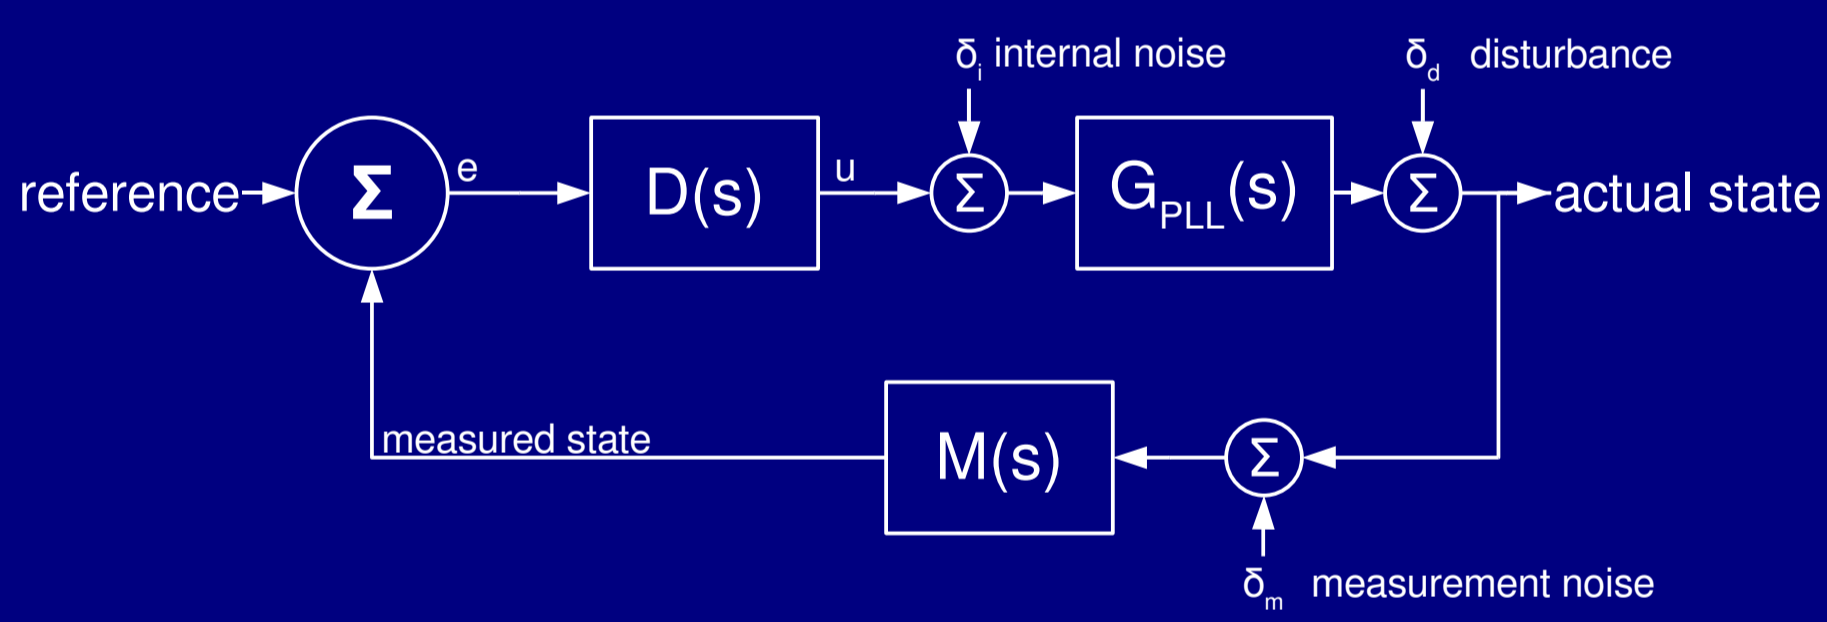 δi internal noise
δd disturbance
reference
Σ
e
D(s)
u
Σ
GPLL(s)
Σ
actual state
measured state
M(s)
Σ
δm measurement noise